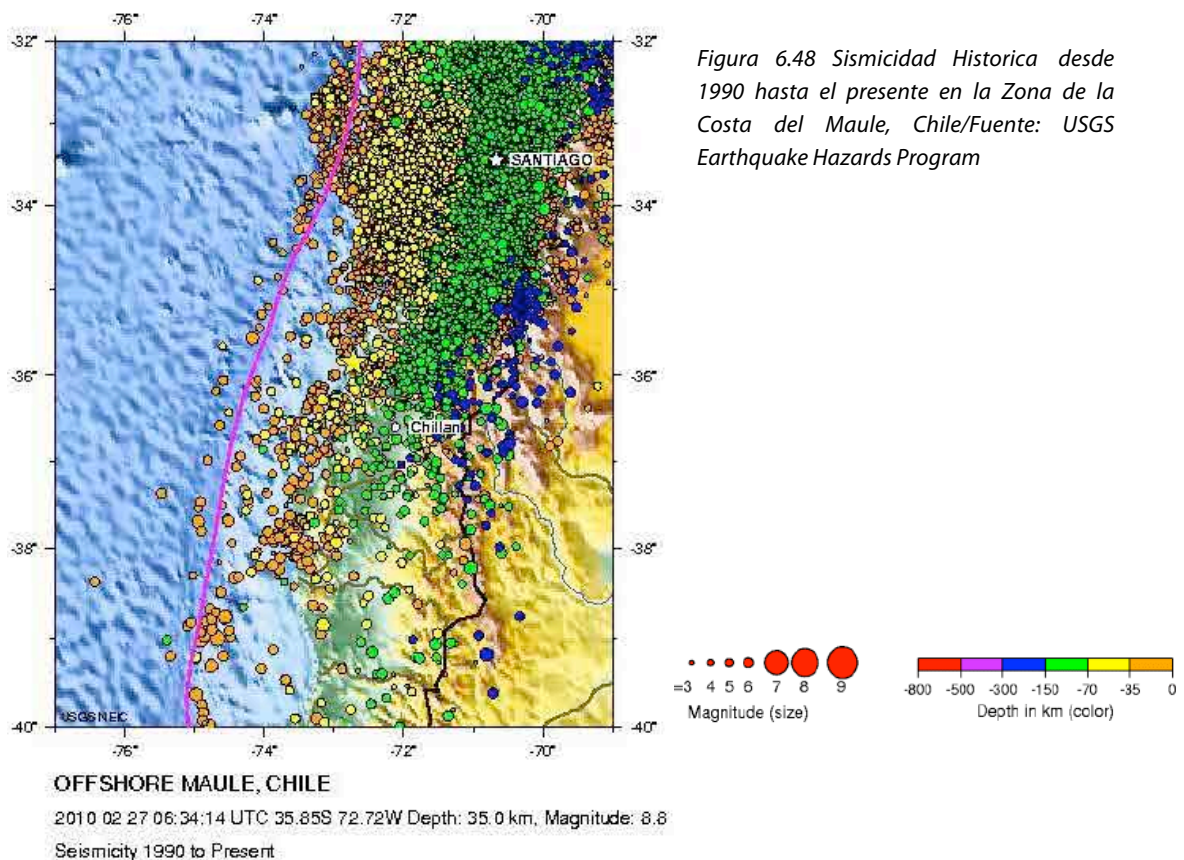 -76° -74° -72° -70°
-32° -32°
-34° -34°
-36° -36°
-38° -38°
-40° -40°
SANTIAGO
Chillan
USGS NEIC
-76° -74° -72° -70°
OFFSHORE MAULE, CHILE
2010 02 27 06:34:14 UTC 35.85S 72.72W Depth: 35.0 km, Magnitude: 8.8
Seismicity 1990 to Present
Figura 6.48 Sismicidad Historica desde
1990 hasta el presente en la Zona de la
Costa del Maule, Chile/Fuente: USGS
Earthquake Hazards Program
=3 4 5 6 7 8 9
Magnitude (size)
-800 -500 -300 -150 -70 -35 0
Depth in km (color)